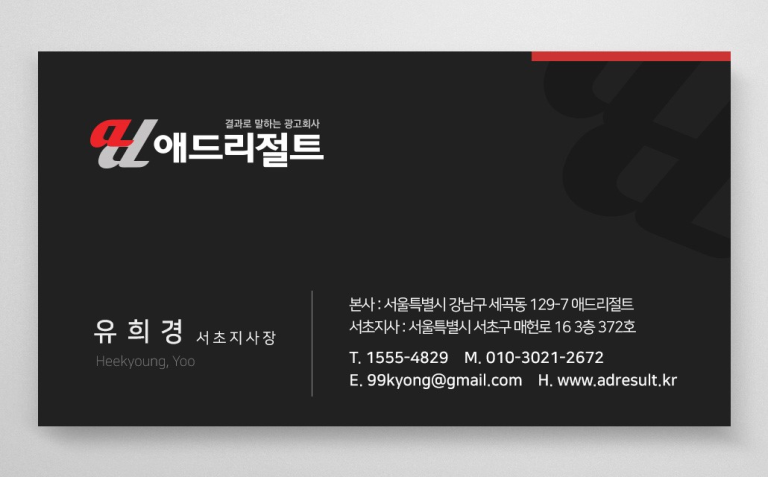 결과로 말하는 광고회사
애드리절트
유희경 서초지사장
Heekyoung, Yoo
본사 : 서울특별시 강남구 세곡동 129-7 애드리절트
서초지사 : 서울특별시 서초구 매헌로 16 3층 372호
T. 1555-4829 M. 010-3021-2672
E. 99kyong@gmail.com H. www.adresult.kr